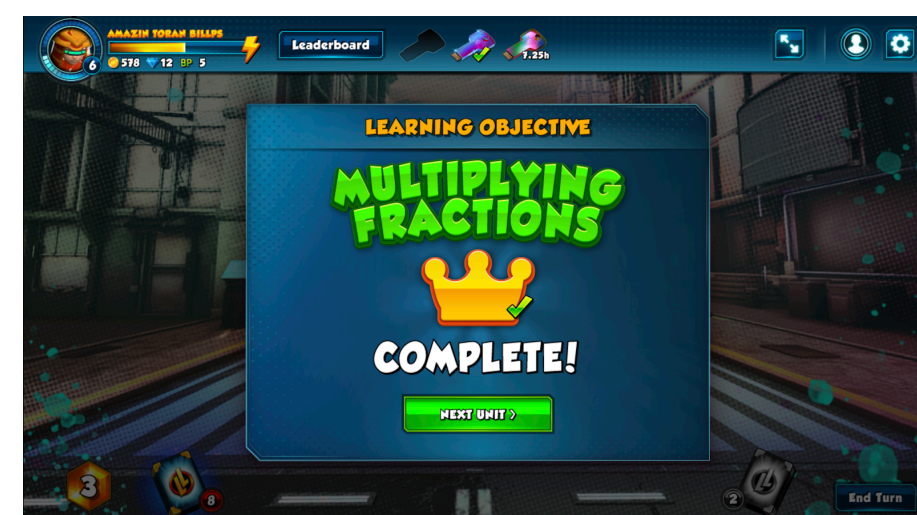 AMAZIN TORAN BILLPS
6
578 12 BP 5
Leaderboard
7.25h
LEARNING OBJECTIVE
MULTIPLYING
FRACTIONS
COMPLETE!
NEXT UNIT >
3
8
2
End Turn